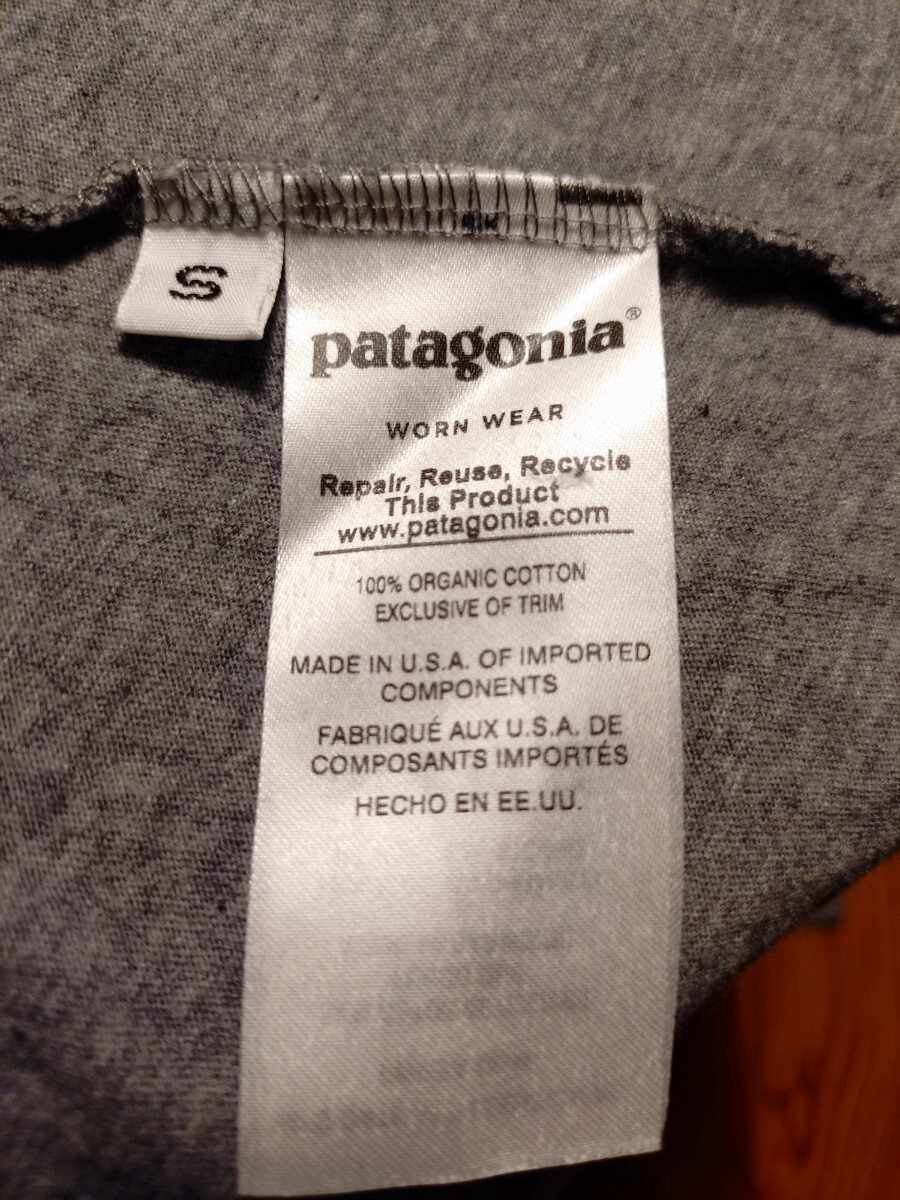 S
patagonia®
WORN WEAR
Repair, Reuse, Recycle
This Product
www.patagonia.com
100% ORGANIC COTTON
EXCLUSIVE OF TRIM
MADE IN U.S.A. OF IMPORTED
COMPONENTS
FABRIQUÉ AUX U.S.A. DE
COMPOSANTS IMPORTÉS
HECHO EN EE.UU.